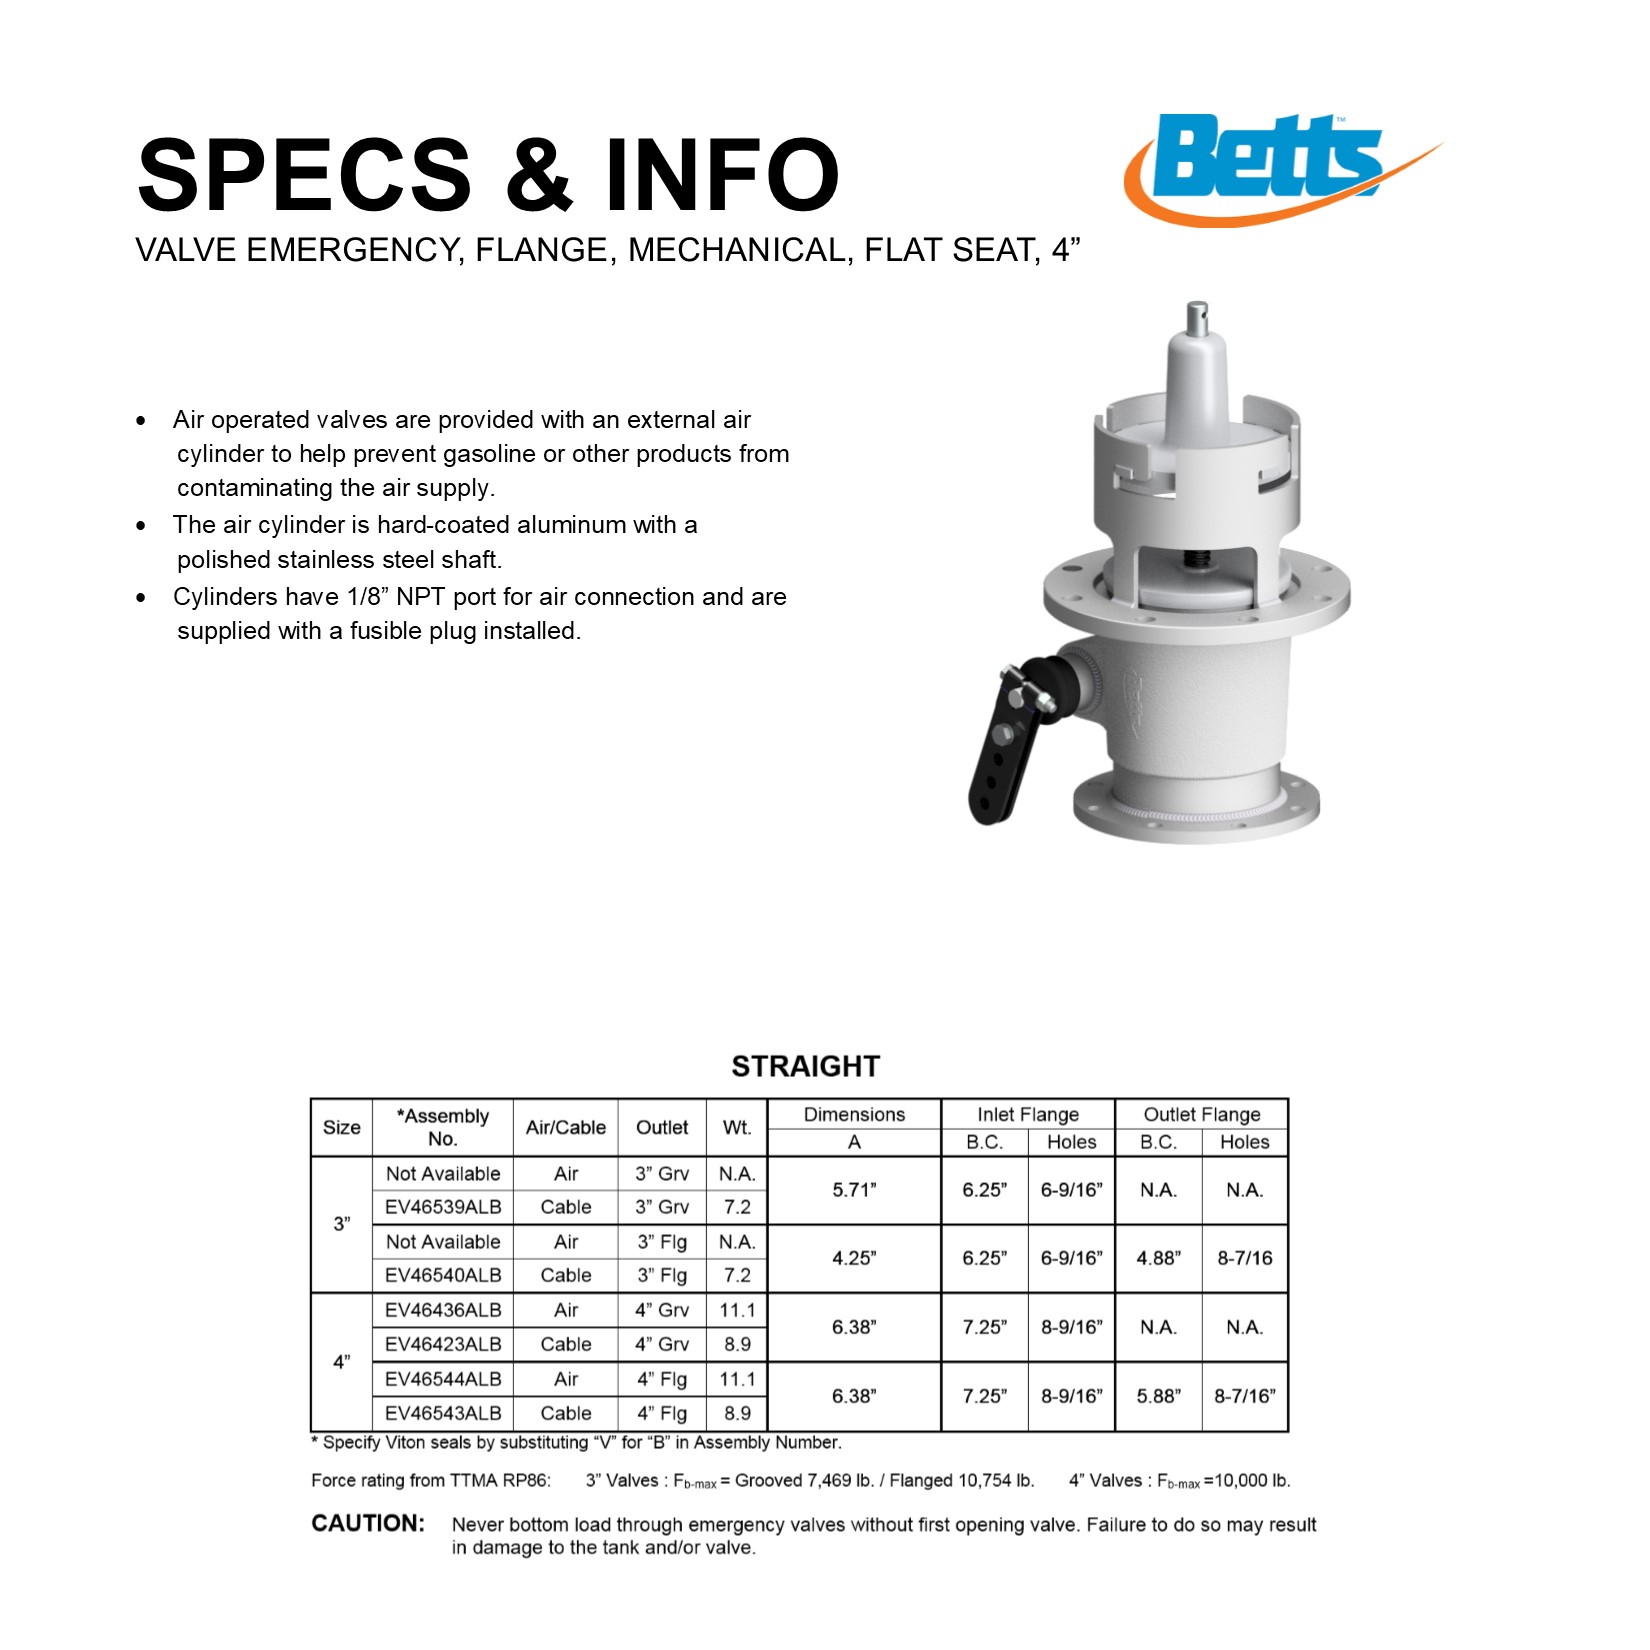 Betts™
SPECS & INFO
VALVE EMERGENCY, FLANGE, MECHANICAL, FLAT SEAT, 4”
• Air operated valves are provided with an external air
cylinder to help prevent gasoline or other products from
contaminating the air supply.
• The air cylinder is hard-coated aluminum with a
polished stainless steel shaft.
• Cylinders have 1/8” NPT port for air connection and are
supplied with a fusible plug installed.
STRAIGHT
Size *Assembly No. Air/Cable Outlet Wt. Dimensions Inlet Flange Outlet Flange
A B.C. Holes B.C. Holes
3” Not Available Air 3” Grv N.A. 5.71” 6.25” 6-9/16” N.A. N.A.
EV46539ALB Cable 3” Grv 7.2
Not Available Air 3” Flg N.A. 4.25” 6.25” 6-9/16” 4.88” 8-7/16
EV46540ALB Cable 3” Flg 7.2
4” EV46436ALB Air 4” Grv 11.1 6.38” 7.25” 8-9/16” N.A. N.A.
EV46423ALB Cable 4” Grv 8.9
EV46544ALB Air 4” Flg 11.1 6.38” 7.25” 8-9/16” 5.88” 8-7/16”
EV46543ALB Cable 4” Flg 8.9
* Specify Viton seals by substituting “V” for “B” in Assembly Number.
Force rating from TTMA RP86: 3” Valves : Fb-max = Grooved 7,469 lb. / Flanged 10,754 lb. 4” Valves : Fb-max =10,000 lb.
CAUTION: Never bottom load through emergency valves without first opening valve. Failure to do so may result
in damage to the tank and/or valve.